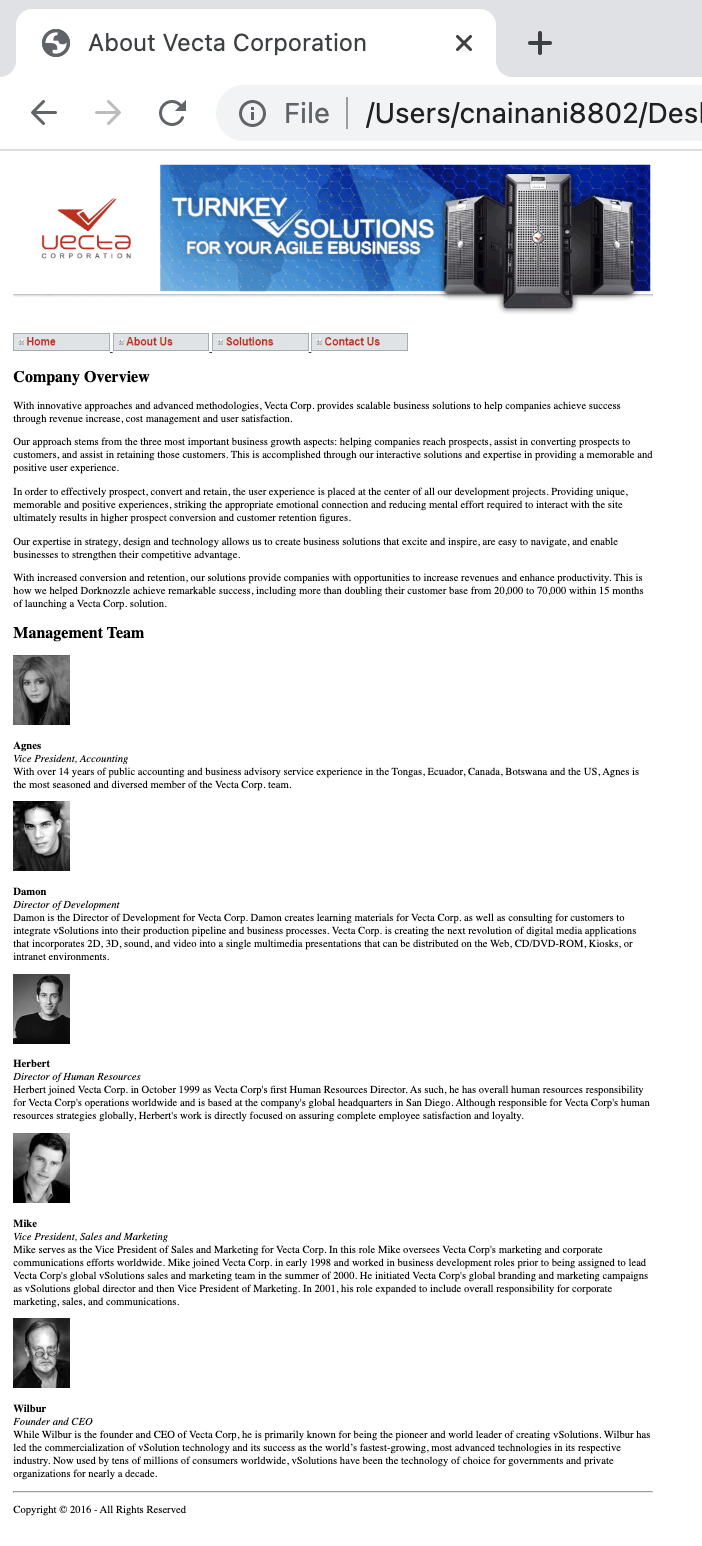 About Vecta Corporation
File /Users/cnainani8802/Des
vecta
CORPORATION
TURNKEY
SOLUTIONS
FOR YOUR AGILE EBUSINESS
Home About Us Solutions Contact Us
Company Overview
With innovative approaches and advanced methodologies, Vecta Corp. provides scalable business solutions to help companies achieve success
through revenue increase, cost management and user satisfaction.
Our approach stems from the three most important business growth aspects: helping companies reach prospects, assist in converting prospects to
customers, and assist in retaining those customers. This is accomplished through our interactive solutions and expertise in providing a memorable and
positive user experience.
In order to effectively prospect, convert and retain, the user experience is placed at the center of all our development projects. Providing unique,
memorable and positive experiences, striking the appropriate emotional connection and reducing mental effort required to interact with the site
ultimately results in higher prospect conversion and customer retention figures.
Our expertise in strategy, design and technology allows us to create business solutions that excite and inspire, are easy to navigate, and enable
businesses to strengthen their competitive advantage.
With increased conversion and retention, our solutions provide companies with opportunities to increase revenues and enhance productivity. This is
how we helped Dorknozzle achieve remarkable success, including more than doubling their customer base from 20,000 to 70,000 within 15 months
of launching a Vecta Corp. solution.
Management Team
Agnes
Vice President, Accounting
With over 14 years of public accounting and business advisory service experience in the Tongas, Ecuador, Canada, Botswana and the US, Agnes is
the most seasoned and diversed member of the Vecta Corp. team.
Damon
Director of Development
Damon is the Director of Development for Vecta Corp. Damon creates learning materials for Vecta Corp. as well as consulting for customers to
integrate vSolutions into their production pipeline and business processes. Vecta Corp. is creating the next revolution of digital media applications
that incorporates 2D, 3D, sound, and video into a single multimedia presentations that can be distributed on the Web, CD/DVD-ROM, Kiosks, or
intranet environments.
Herbert
Director of Human Resources
Herbert joined Vecta Corp. in October 1999 as Vecta Corp's first Human Resources Director. As such, he has overall human resources responsibility
for Vecta Corp's operations worldwide and is based at the company's global headquarters in San Diego. Although responsible for Vecta Corp's human
resources strategies globally, Herbert's work is directly focused on assuring complete employee satisfaction and loyalty.
Mike
Vice President, Sales and Marketing
Mike serves as the Vice President of Sales and Marketing for Vecta Corp. In this role Mike oversees Vecta Corp's marketing and corporate
communications efforts worldwide. Mike joined Vecta Corp. in early 1998 and worked in business development roles prior to being assigned to lead
Vecta Corp's global vSolutions sales and marketing team in the summer of 2000. He initiated Vecta Corp's global branding and marketing campaigns
as vSolutions global director and then Vice President of Marketing. In 2001, his role expanded to include overall responsibility for corporate
marketing, sales, and communications.
Wilbur
Founder and CEO
While Wilbur is the founder and CEO of Vecta Corp, he is primarily known for being the pioneer and world leader of creating vSolutions. Wilbur has
led the commercialization of vSolution technology and its success as the world’s fastest-growing, most advanced technologies in its respective
industry. Now used by tens of millions of consumers worldwide, vSolutions have been the technology of choice for governments and private
organizations for nearly a decade.
Copyright © 2016 - All Rights Reserved